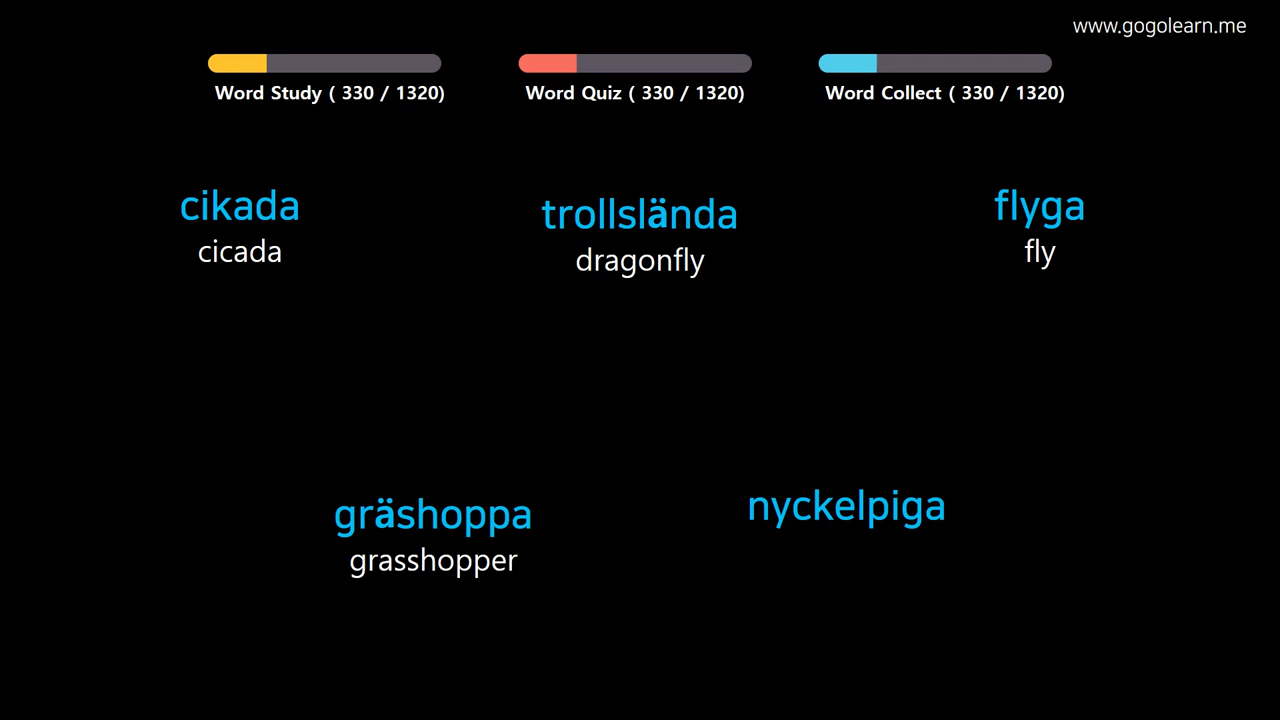 www.gogolearn.me
Word Study ( 330 / 1320)
Word Quiz ( 330 / 1320)
Word Collect ( 330 / 1320)
cikada
cicada
trollslända
dragonfly
flyga
fly
gräshoppa
grasshopper
nyckelpiga